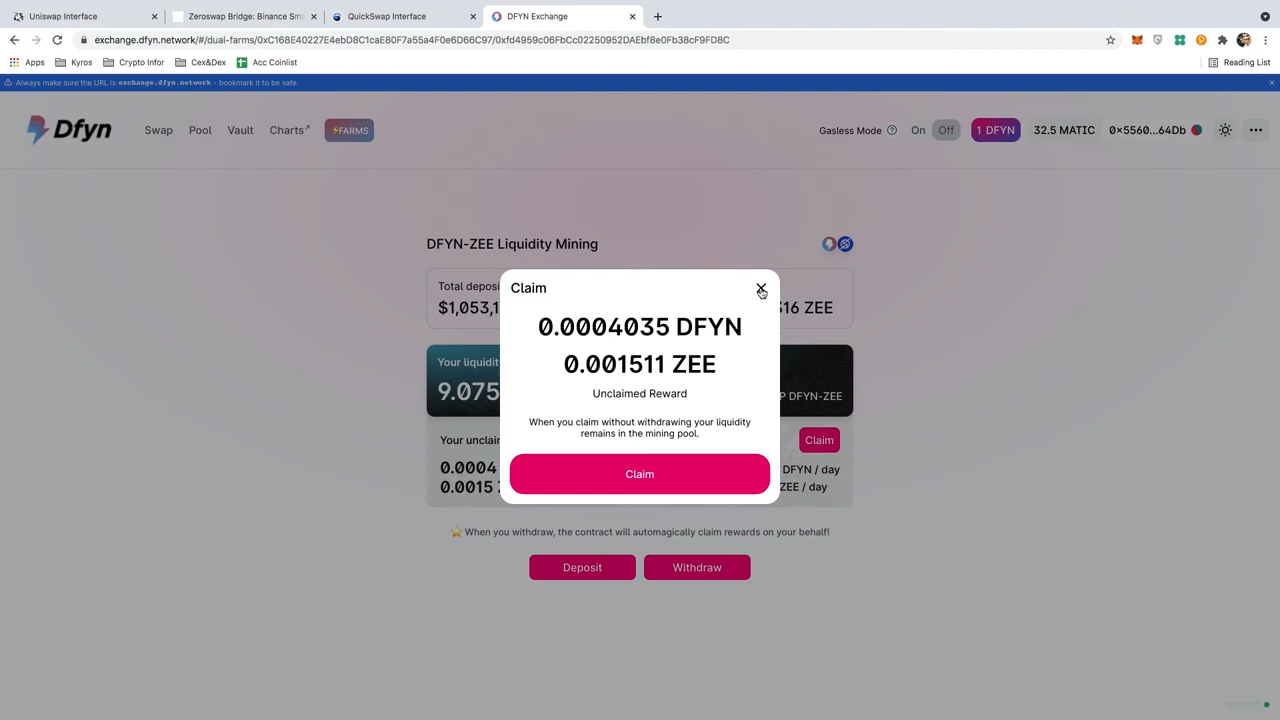 Uniswap Interface
Zeroswap Bridge: Binance Sm
QuickSwap Interface
DFYN Exchange
exchange.dfyn.network/#/dual-farms/0xC168E40227E4ebD8C1caE80F7a55a4F0e6D66C97/0xfd4959c06FbCc02250952DAEbf8e0Fb38cF9FD8C
Apps
Kyros
Crypto Infor
Cex&Dex
Acc Coinlist
Reading List
Always make sure the URL is exchange.dfyn.network - bookmark it to be safe.
Dfyn
Swap
Pool
Vault
Charts↗
⚡FARMS
Gasless Mode
On
Off
1 DFYN
32.5 MATIC
0×5560...64Db
DFYN-ZEE Liquidity Mining
Total deposi
$1,053,1
16 ZEE
Claim
0.0004035 DFYN
0.001511 ZEE
Unclaimed Reward
When you claim without withdrawing your liquidity
remains in the mining pool.
Claim
Your liquidity
9.075
DFYN-ZEE
Your unclai
Claim
0.0004
DFYN / day
0.0015
ZEE / day
⭐ When you withdraw, the contract will automagically claim rewards on your behalf!
Deposit
Withdraw